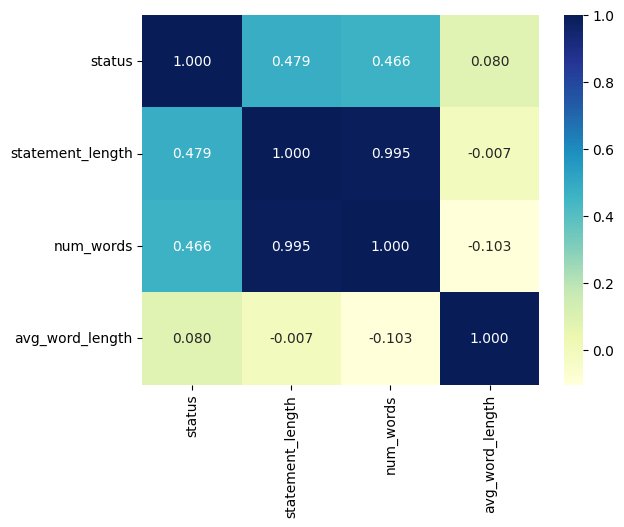 status 1.000 0.479 0.466 0.080
statement_length 0.479 1.000 0.995 -0.007
num_words 0.466 0.995 1.000 -0.103
avg_word_length 0.080 -0.007 -0.103 1.000
status
statement_length
num_words
avg_word_length
1.0
0.8
0.6
0.4
0.2
0.0